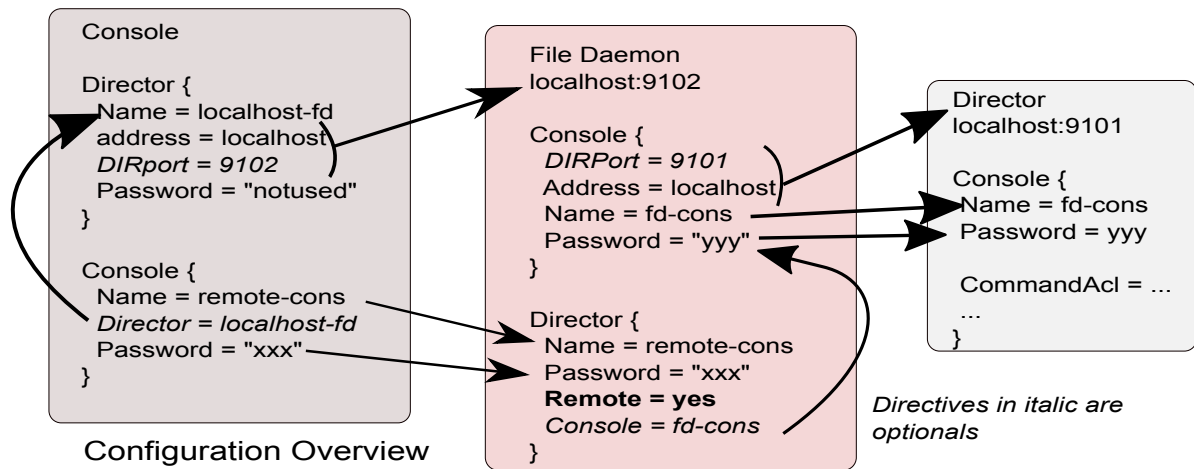 Console
Director {
Name = localhost-fd
address = localhost
DIRport = 9102
Password = "notused"
}
Console {
Name = remote-cons
Director = localhost-fd
Password = "xxx"
}
Configuration Overview
File Daemon
localhost:9102
Console {
DIRPort = 9101
Address = localhost
Name = fd-cons
Password = "yyy"
}
Director {
Name = remote-cons
Password = "xxx"
Remote = yes
Console = fd-cons
}
Director
localhost:9101
Console {
Name = fd-cons
Password = yyy
CommandAcl = ...
...
}
Directives in italic are
optionals